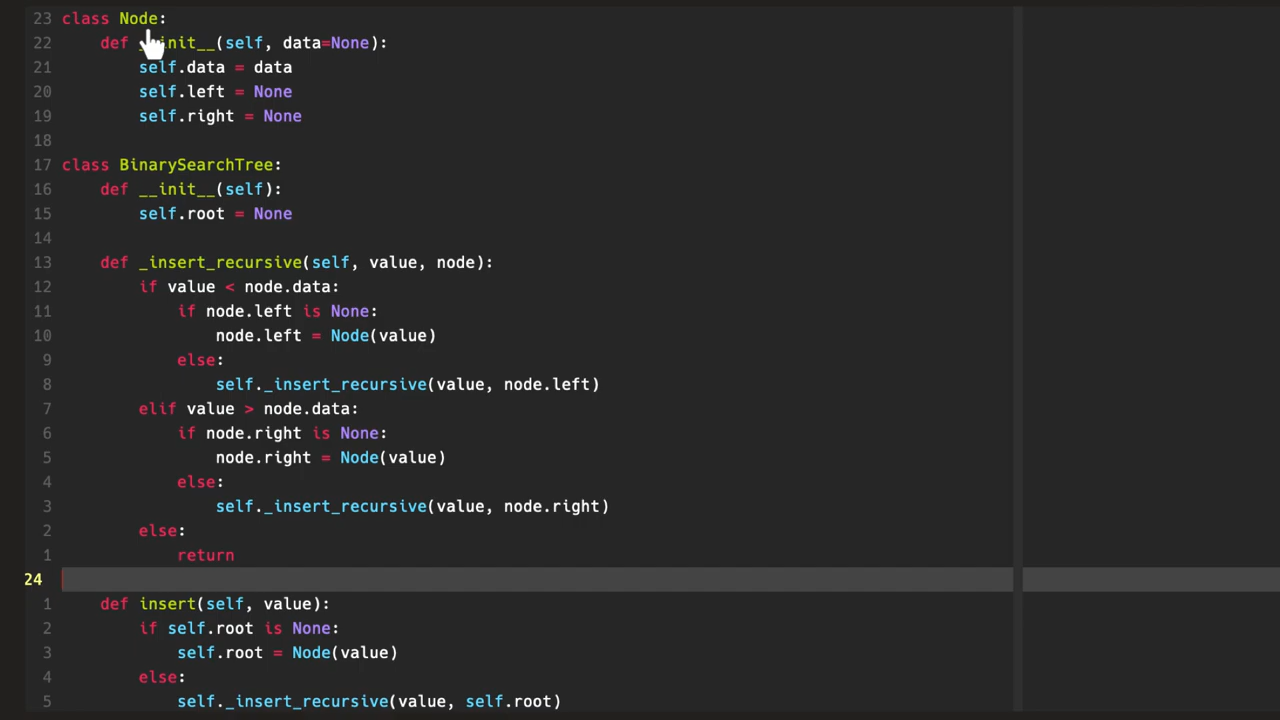 23 class Node:
22     def __init__(self, data=None):
21         self.data = data
20         self.left = None
19         self.right = None
18
17 class BinarySearchTree:
16     def __init__(self):
15         self.root = None
14
13     def _insert_recursive(self, value, node):
12         if value < node.data:
11             if node.left is None:
10                 node.left = Node(value)
9             else:
8                 self._insert_recursive(value, node.left)
7         elif value > node.data:
6             if node.right is None:
5                 node.right = Node(value)
4             else:
3                 self._insert_recursive(value, node.right)
2         else:
1             return
24
1     def insert(self, value):
2         if self.root is None:
3             self.root = Node(value)
4         else:
5             self._insert_recursive(value, self.root)